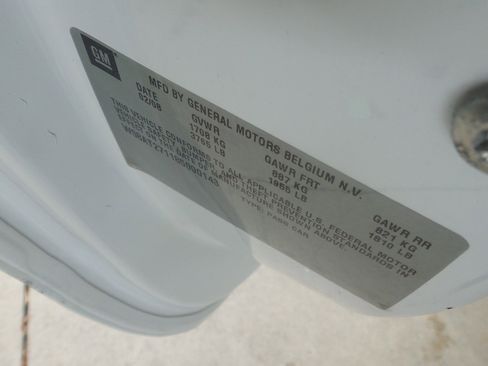 GM
MFD BY GENERAL MOTORS BELGIUM N.V.
DATE GVWR GAWR FRT GAWR RR
02/08 1708 KG 887 KG 821 KG
3765 LB 1955 LB 1810 LB
THIS VEHICLE CONFORMS TO ALL APPLICABLE U.S. FEDERAL MOTOR
VEHICLE SAFETY BUMPER AND THEFT PREVENTION STANDARDS IN
EFFECT ON THE DATE OF MANUFACTURE SHOWN ABOVE.
TYPE: PASS CAR